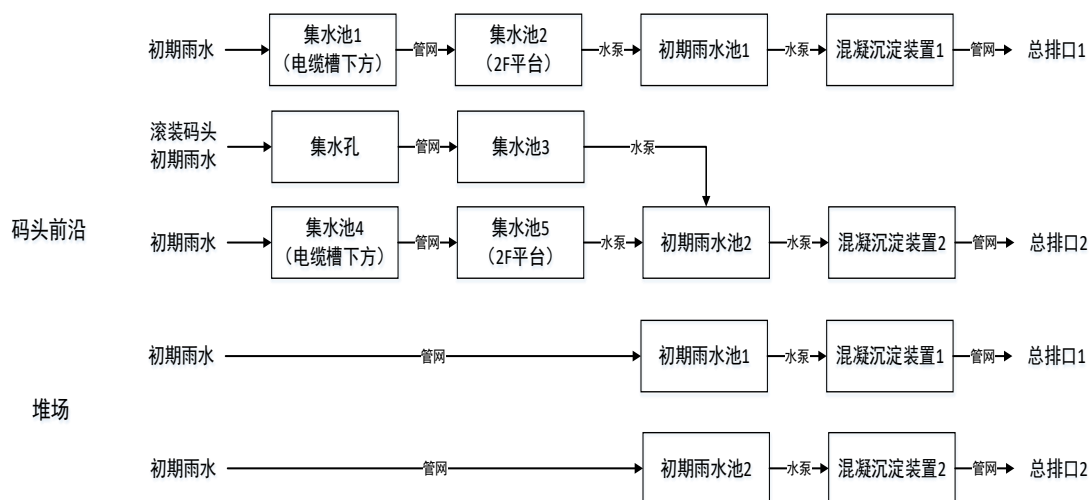 初期雨水
集水池1
（电缆槽下方）
管网
集水池2
（2F平台）
水泵
初期雨水池1
水泵
混凝沉淀装置1
管网
总排口1
滚装码头
初期雨水
集水孔
管网
集水池3
水泵
码头前沿
初期雨水
集水池4
（电缆槽下方）
管网
集水池5
（2F平台）
水泵
初期雨水池2
水泵
混凝沉淀装置2
管网
总排口2
初期雨水
管网
初期雨水池1
水泵
混凝沉淀装置1
管网
总排口1
堆场
初期雨水
管网
初期雨水池2
水泵
混凝沉淀装置2
管网
总排口2